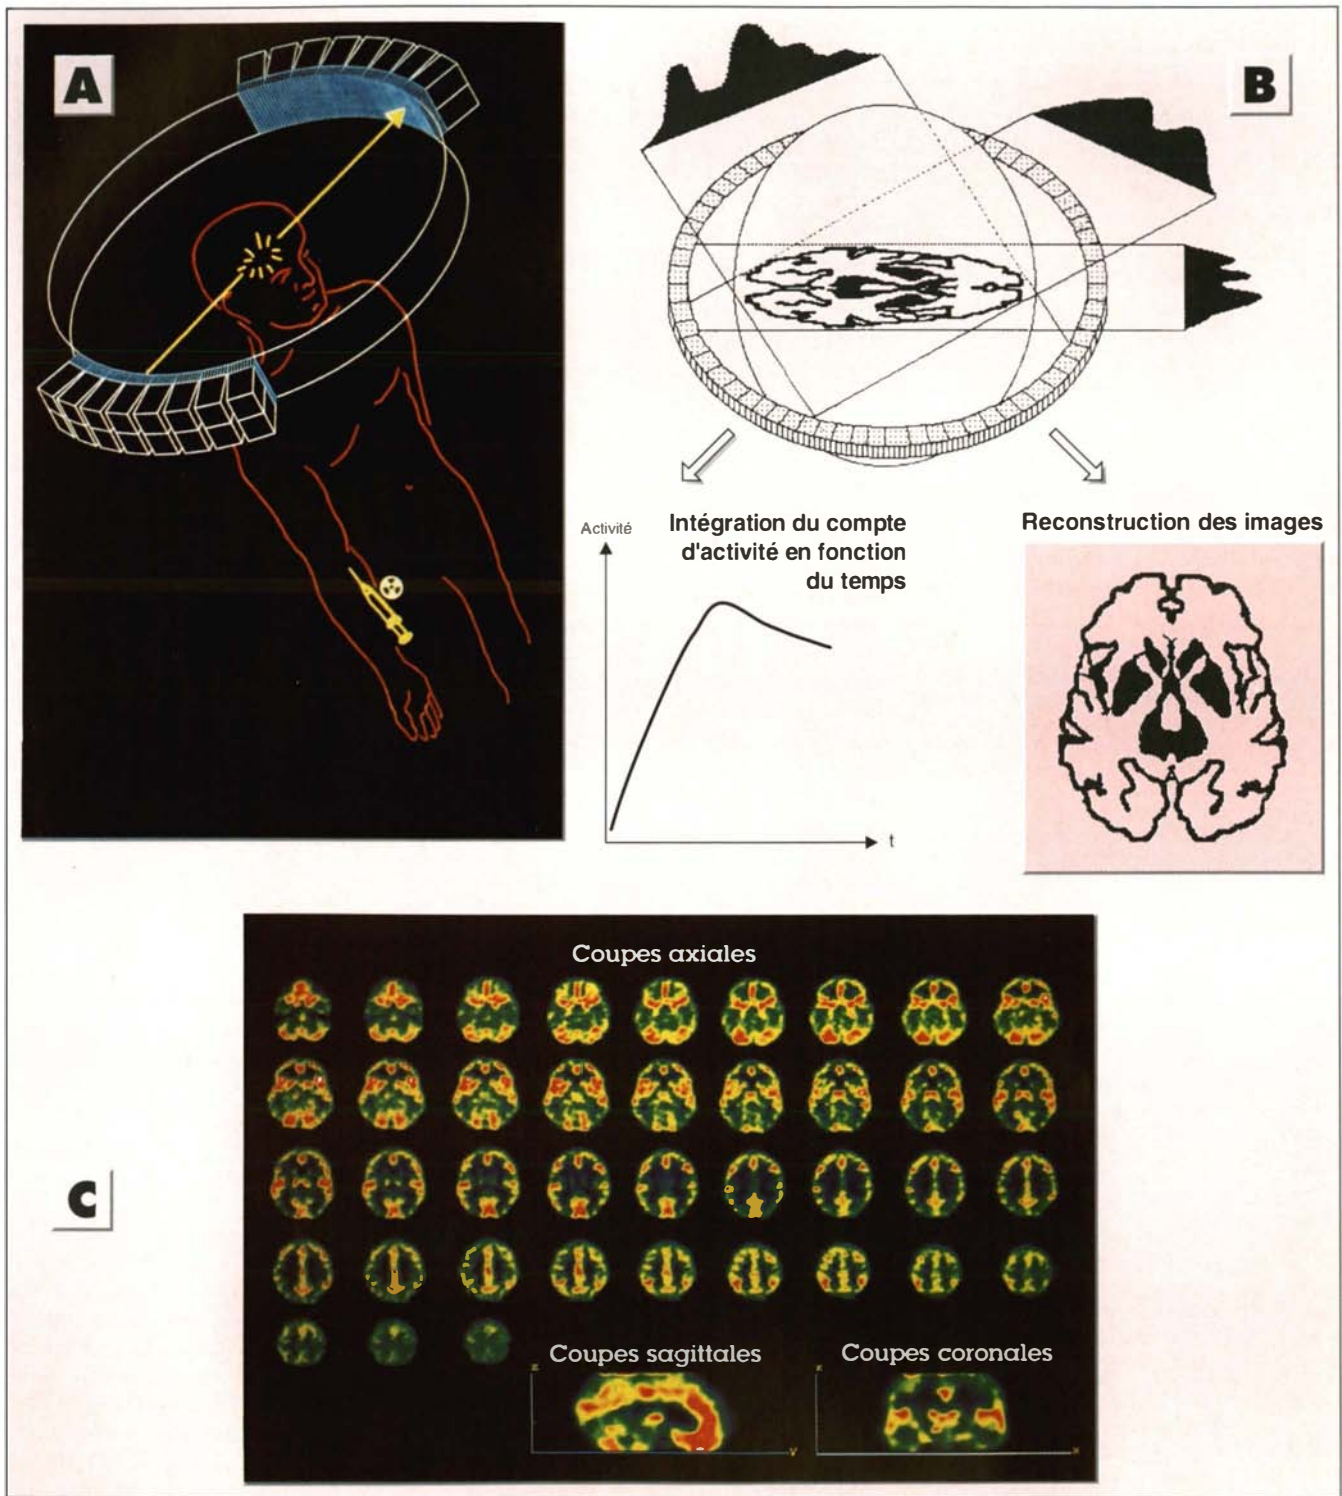 A
B
Activité
Intégration du compte
d'activité en fonction
du temps
t
Reconstruction des images
C
Coupes axiales
Coupes sagittales
Coupes coronales
z
y
z
x